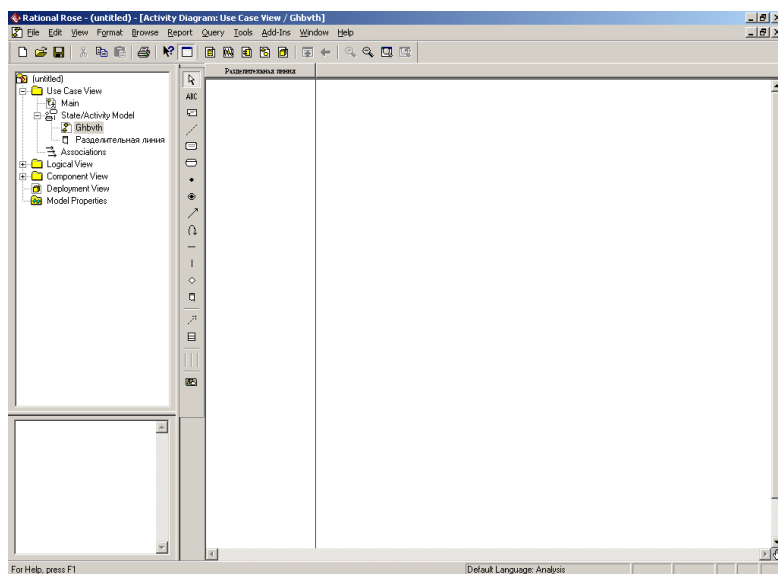 Rational Rose - (untitled) - [Activity Diagram: Use Case View / Ghbvth]
File Edit View Format Browse Report Query Tools Add-Ins Window Help
(untitled)
Use Case View
Main
State/Activity Model
Ghbvth
Разделительная линия
Associations
Logical View
Component View
Deployment View
Model Properties
ABC
Разделительная линия
For Help, press F1
Default Language: Analysis